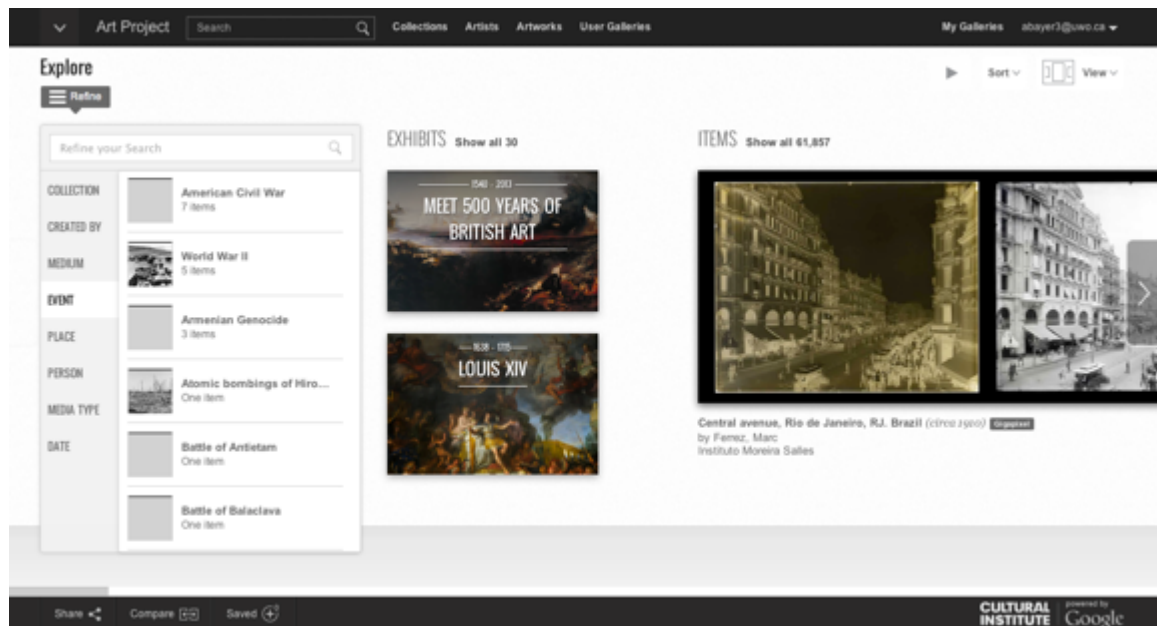 Art Project Search Collections Artists Artworks User Galleries My Galleries abayer3@uwo.ca
Explore
Sort View
Refine
Refine your Search
COLLECTION
CREATED BY
MEDIUM
EVENT
PLACE
PERSON
MEDIA TYPE
DATE
American Civil War
7 items
World War II
5 items
Armenian Genocide
3 items
Atomic bombings of Hiro...
One item
Battle of Antietam
One item
Battle of Balaclava
One item
EXHIBITS Show all 30
1540 - 2013
MEET 500 YEARS OF
BRITISH ART
1638 - 1715
LOUIS XIV
ITEMS Show all 61,857
Central avenue, Rio de Janeiro, RJ. Brazil (circa 1910) Gigapixel
by Ferrez, Marc
Instituto Moreira Salles
Share Compare Saved
CULTURAL
INSTITUTE
powered by
Google